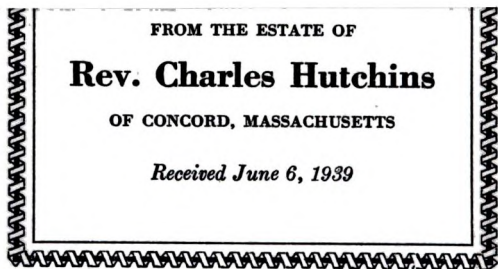 FROM THE ESTATE OF
Rev. Charles Hutchins
OF CONCORD, MASSACHUSETTS
Received June 6, 1939